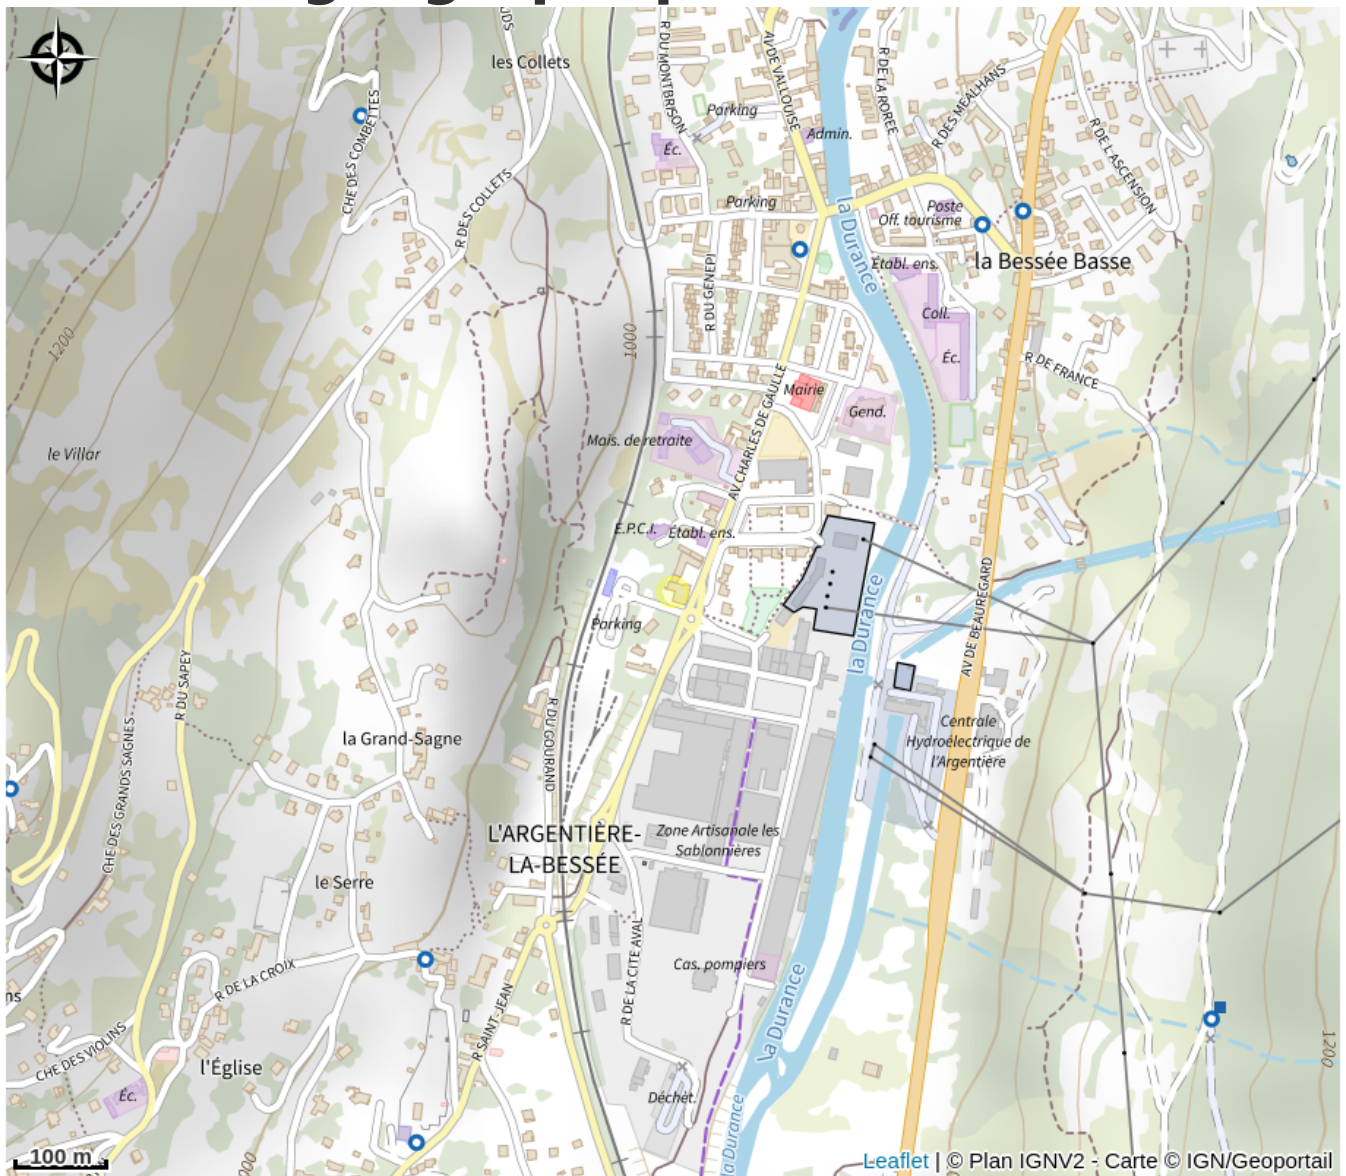 les Collets
R DU MONTBRISON
AV DE VALLOUISE
R DE LA ROREE
R DES MEALHANS
R DE L'ASCENSION
Parking
Admin.
Éc.
CHE DES COMBETTES
R DES COLLETS
Parking
la Durance
Poste
Off. tourisme
Établ. ens.
la Bessée Basse
R DU GENEPI
Coll.
Éc.
1200
1000
R DE FRANCE
Mairie
Gend.
AV CHARLES DE GAULLE
Mais. de retraite
le Villar
E.P.C.I.
Établ. ens.
Parking
la Durance
AV DE BEAUREGARD
R DU SAPEY
CHE DES GRANDS SAGNES
la Grand-Sagne
R DU GOURAND
Centrale
Hydroélectrique de
l'Argentière
L'ARGENTIÈRE-
LA-BESSÉE
Zone Artisanale les
Sablonnières
le Serre
R DE LA CROIX
R DE LA CITE AVAL
Cas. pompiers
la Durance
R SAINT-JEAN
CHE DES VIOLINS
l'Église
Éc.
Déchet.
la Durance
1200
100 m
Leaflet | © Plan IGNV2 - Carte © IGN/Geoportail